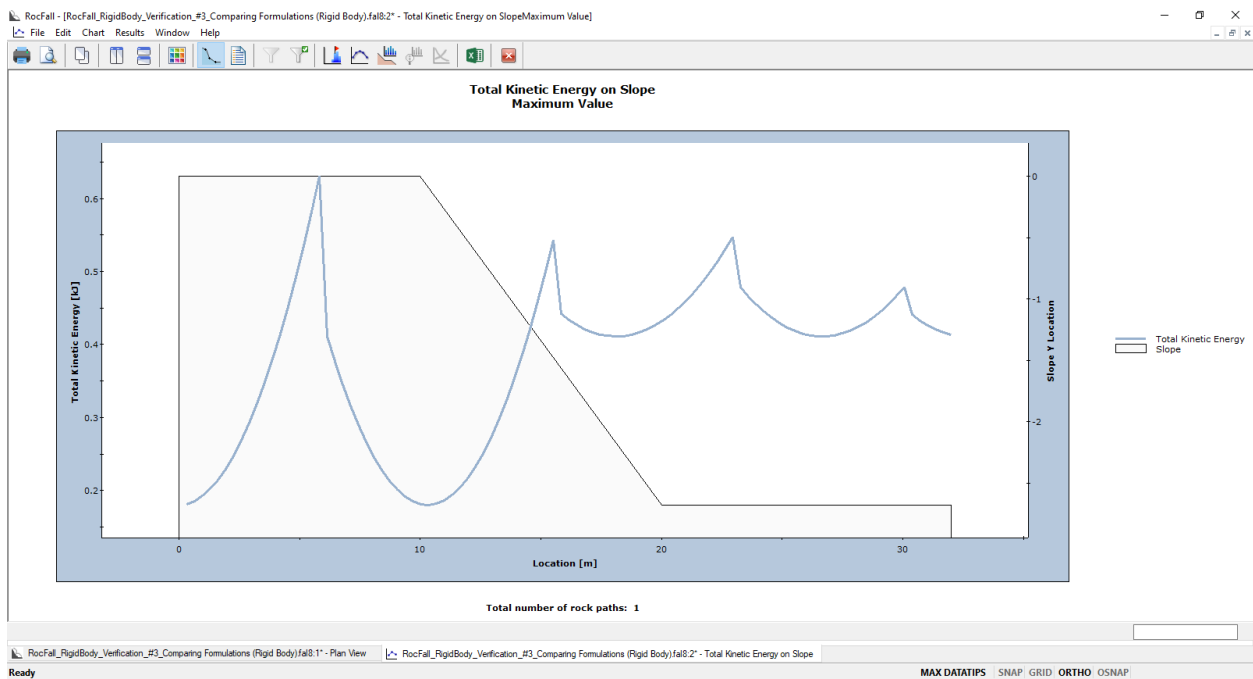 RocFall - [RocFall_RigidBody_Verification_#3_Comparing Formulations (Rigid Body).fal8:2* - Total Kinetic Energy on SlopeMaximum Value]
File Edit Chart Results Window Help
Total Kinetic Energy on Slope
Maximum Value
Total Kinetic Energy [kJ]
0.6
0.5
0.4
0.3
0.2
0
-1
-2
Slope Y Location
0 10 20 30
Location [m]
Total Kinetic Energy
Slope
Total number of rock paths: 1
RocFall_RigidBody_Verification_#3_Comparing Formulations (Rigid Body).fal8:1* - Plan View
RocFall_RigidBody_Verification_#3_Comparing Formulations (Rigid Body).fal8:2* - Total Kinetic Energy on Slope
Ready
MAX DATATIPS SNAP GRID ORTHO OSNAP